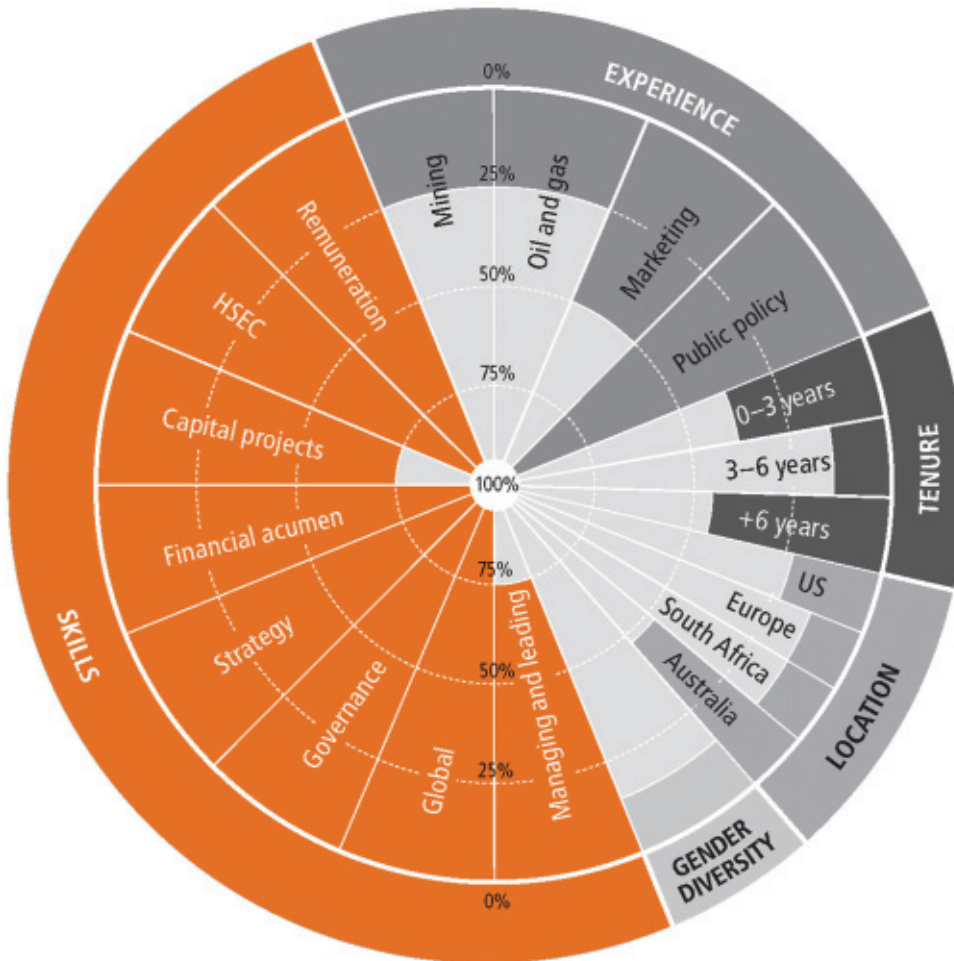 EXPERIENCE
0%
Mining
25%
Oil and gas
Marketing
Public policy
50%
75%
100%
TENURE
0–3 years
3–6 years
+6 years
LOCATION
US
Europe
South Africa
Australia
GENDER
DIVERSITY
SKILLS
Remuneration
HSEC
Capital projects
Financial acumen
Strategy
Governance
Global
Managing and leading
75%
50%
25%
0%